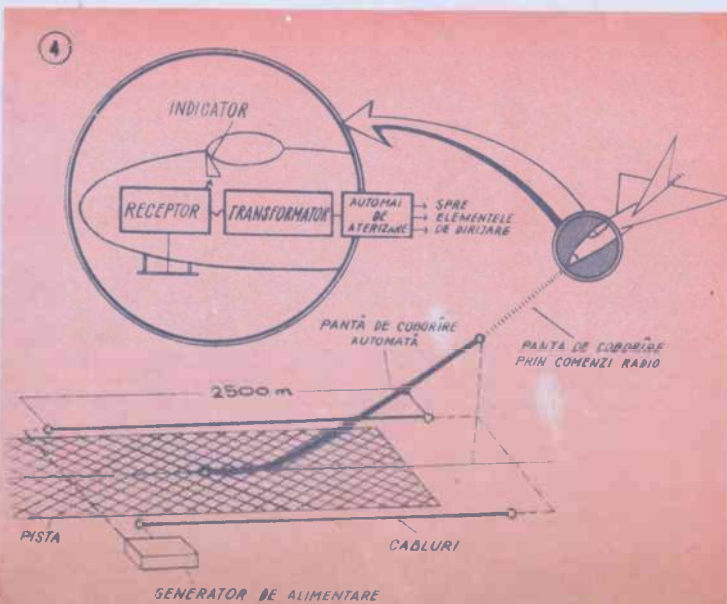 4
INDICATOR
RECEPTOR
TRANSFORMATOR
AUTOMAT
DE
ATERIZARE
SPRE
ELEMENTELE
DE DIRIJARE
PANTĂ DE COBORÎRE
AUTOMATĂ
PANTA DE COBORÎRE
PRIN COMENZI RADIO
2500 m
PISTA
CABLURI
GENERATOR DE ALIMENTARE